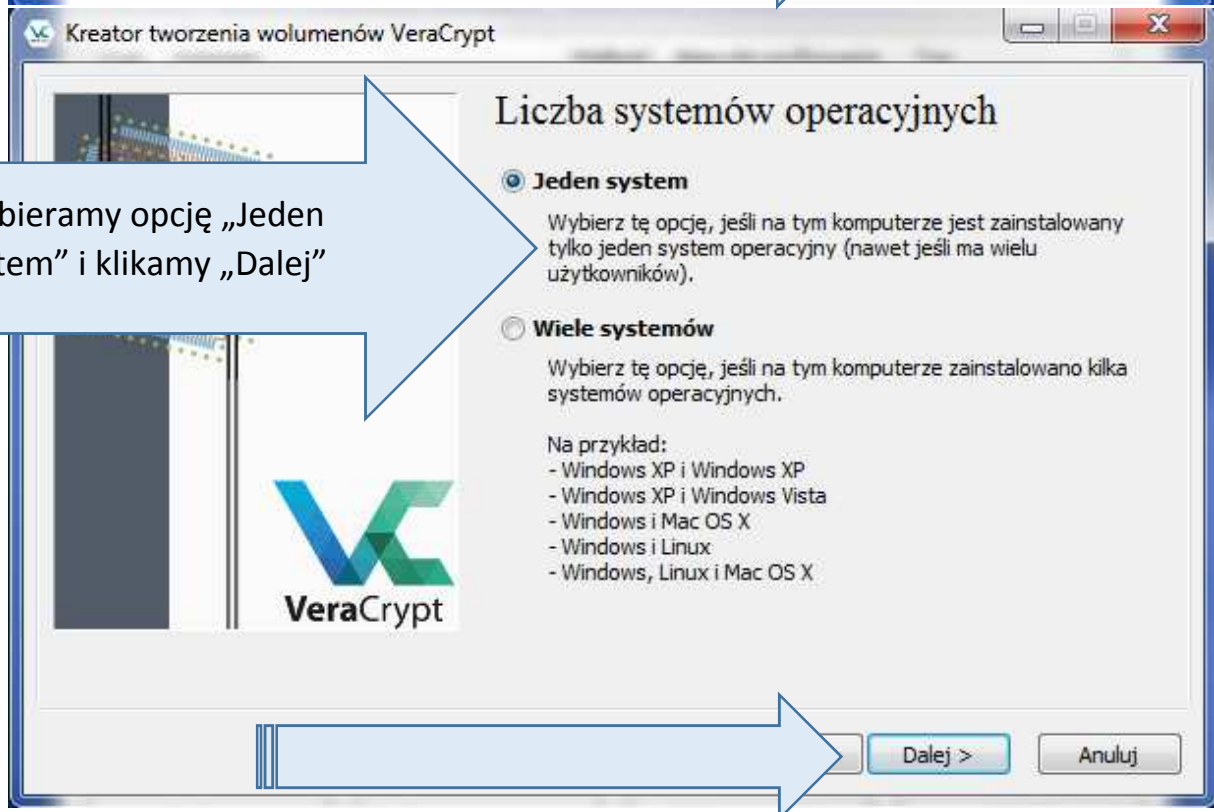 Kreator tworzenia wolumenów VeraCrypt
Liczba systemów operacyjnych
Jeden system
Wybierz tę opcję, jeśli na tym komputerze jest zainstalowany
tylko jeden system operacyjny (nawet jeśli ma wielu
użytkowników).
bieramy opcję „Jeden
tem” i klikamy „Dalej”
Wiele systemów
Wybierz tę opcję, jeśli na tym komputerze zainstalowano kilka
systemów operacyjnych.
Na przykład:
- Windows XP i Windows XP
- Windows XP i Windows Vista
- Windows i Mac OS X
- Windows i Linux
- Windows, Linux i Mac OS X
VeraCrypt
Dalej >
Anuluj